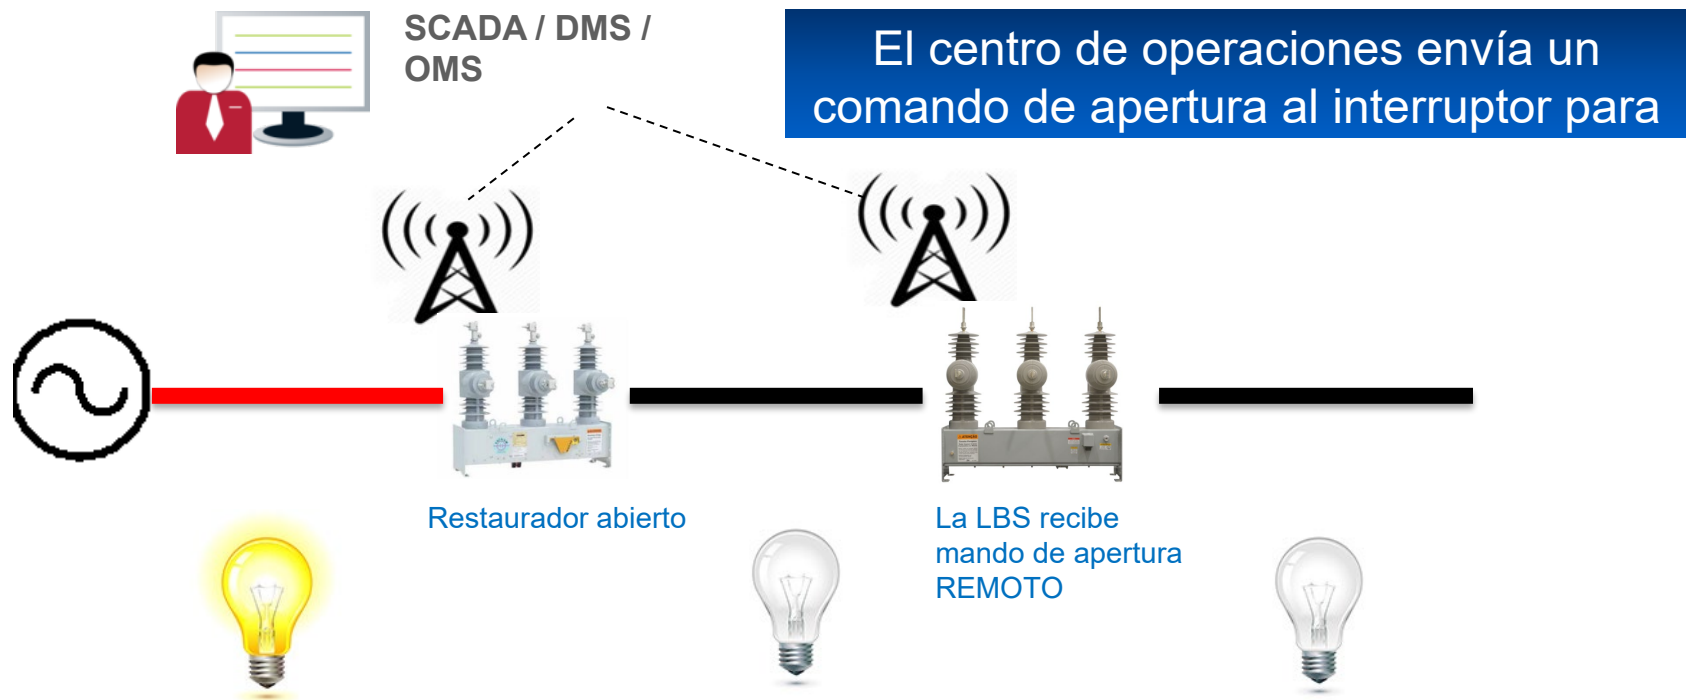 SCADA / DMS /
OMS
El centro de operaciones envía un
comando de apertura al interruptor para
Restaurador abierto
La LBS recibe
mando de apertura
REMOTO